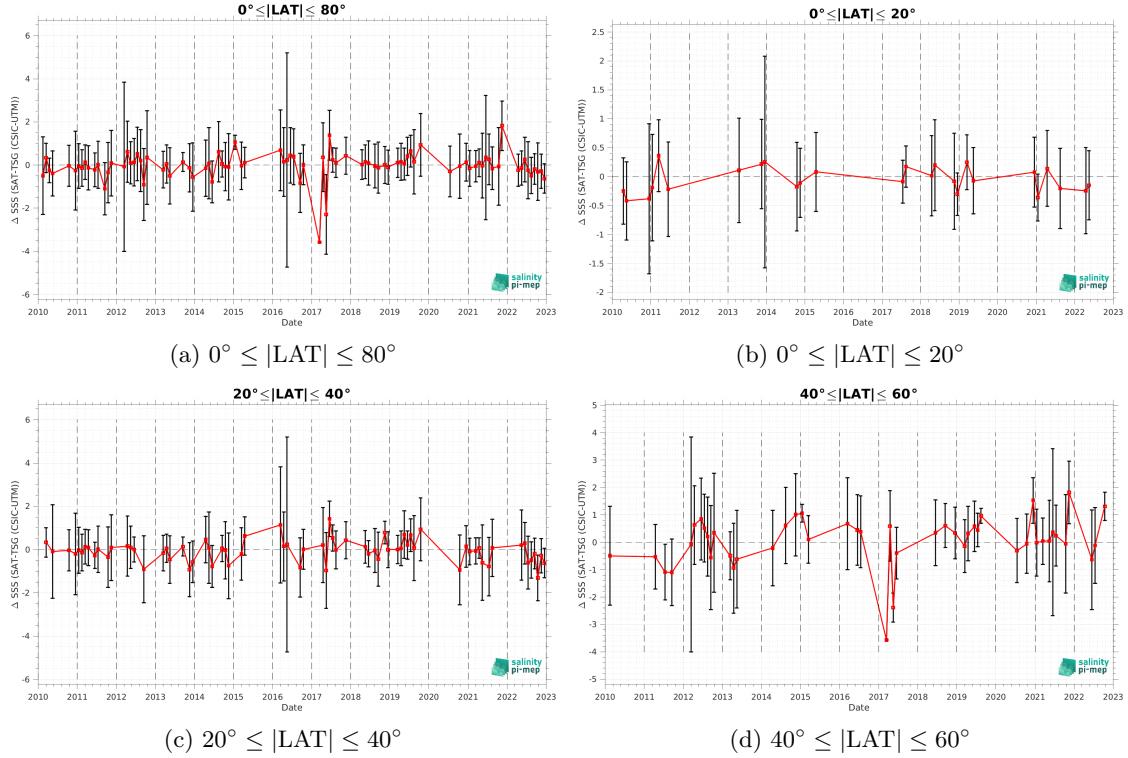 0°≤|LAT|≤ 80°
6
4
2
0
-2
-4
-6
Δ SSS (SAT-TSG (CSIC-UTM))
2010 2011 2012 2013 2014 2015 2016 2017 2018 2019 2020 2021 2022 2023
Date
salinity
pi-mep
(a) 0° ≤ |LAT| ≤ 80°
0°≤|LAT|≤ 20°
2.5
2
1.5
1
0.5
0
-0.5
-1
-1.5
-2
Δ SSS (SAT-TSG (CSIC-UTM))
2010 2011 2012 2013 2014 2015 2016 2017 2018 2019 2020 2021 2022 2023
Date
salinity
pi-mep
(b) 0° ≤ |LAT| ≤ 20°
20°≤|LAT|≤ 40°
6
4
2
0
-2
-4
-6
Δ SSS (SAT-TSG (CSIC-UTM))
2010 2011 2012 2013 2014 2015 2016 2017 2018 2019 2020 2021 2022 2023
Date
salinity
pi-mep
(c) 20° ≤ |LAT| ≤ 40°
40°≤|LAT|≤ 60°
5
4
3
2
1
0
-1
-2
-3
-4
-5
Δ SSS (SAT-TSG (CSIC-UTM))
2010 2011 2012 2013 2014 2015 2016 2017 2018 2019 2020 2021 2022 2023
Date
salinity
pi-mep
(d) 40° ≤ |LAT| ≤ 60°